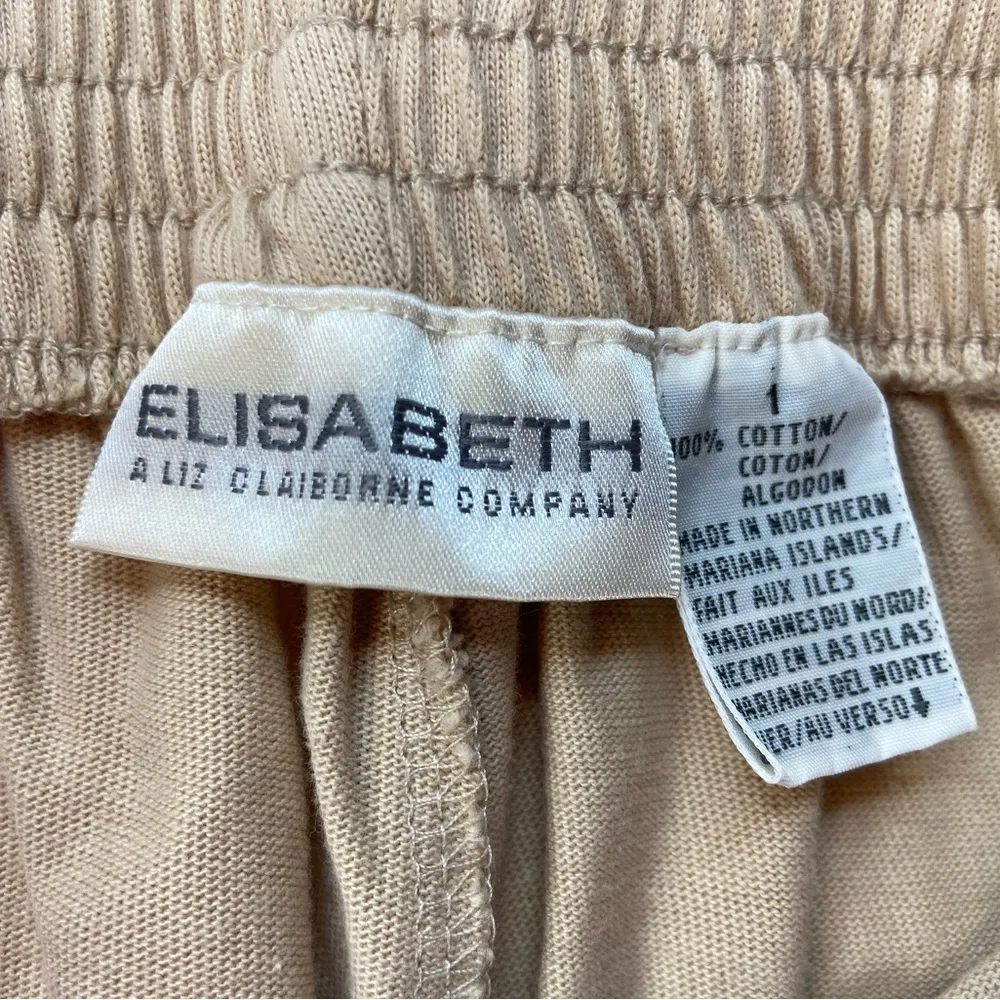 ELISABETH
A LIZ CLAIBORNE COMPANY
1
100% COTTON/
COTON/
ALGODON
MADE IN NORTHERN
MARIANA ISLANDS/
FAIT AUX ILES
MARIANNES DU NORD/
HECHO EN LAS ISLAS
MARIANAS DEL NORTE
VER/AU VERSO↓